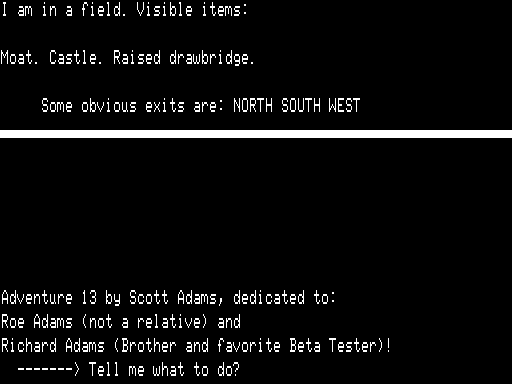 I am in a field. Visible items:
Moat. Castle. Raised drawbridge.
Some obvious exits are: NORTH SOUTH WEST
Adventure 13 by Scott Adams, dedicated to:
Roe Adams (not a relative) and
Richard Adams (Brother and favorite Beta Tester)!
-------> Tell me what to do?